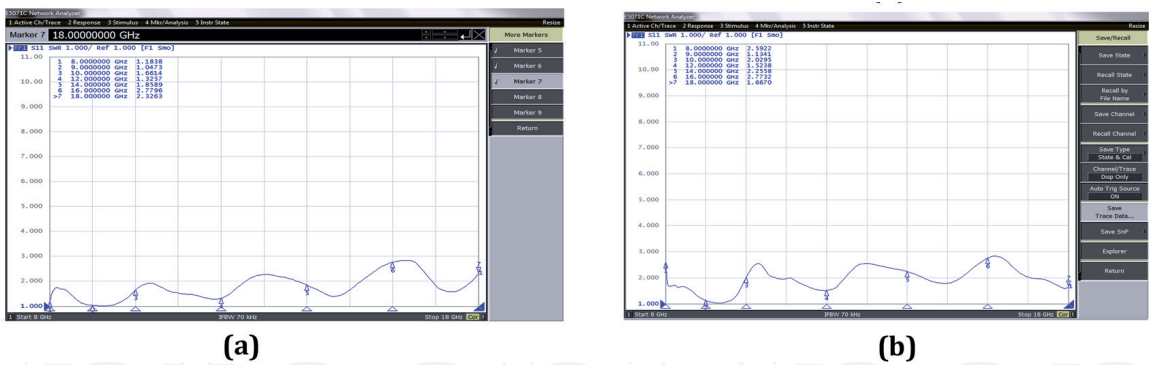 E5071C Network Analyzer
1 Active Ch/Trace 2 Response 3 Stimulus 4 Mkr/Analysis 5 Instr State
Resize
Marker 7 18.00000000 GHz
More Markers
Tr1 S11 SWR 1.000/ Ref 1.000 [F1 Smo]
1 8.0000000 GHz 1.1838
2 9.0000000 GHz 1.0473
3 10.000000 GHz 1.6614
4 12.000000 GHz 1.3257
5 14.000000 GHz 1.8589
6 16.000000 GHz 2.7796
>7 18.000000 GHz 2.3263
11.00
10.00
9.000
8.000
7.000
6.000
5.000
4.000
3.000
2.000
1.000
Marker 5
Marker 6
Marker 7
Marker 8
Marker 9
Return
1 Start 8 GHz
IFBW 70 kHz
Stop 18 GHz Cor !
(a)
E5071C Network Analyzer
1 Active Ch/Trace 2 Response 3 Stimulus 4 Mkr/Analysis 5 Instr State
Resize
Tr1 S11 SWR 1.000/ Ref 1.000 [F1 Smo]
1 8.0000000 GHz 2.5922
2 9.0000000 GHz 1.1341
3 10.000000 GHz 2.0295
4 12.000000 GHz 1.5238
5 14.000000 GHz 2.2558
6 16.000000 GHz 2.7732
>7 18.000000 GHz 1.6670
11.00
10.00
9.000
8.000
7.000
6.000
5.000
4.000
3.000
2.000
1.000
Save/Recall
Save State
Recall State
Recall by
File Name
Save Channel
Recall Channel
Save Type
State & Cal
Channel/Trace
Disp Only
Auto Trig Source
ON
Save
Trace Data...
Save SnP
Explorer
Return
1 Start 8 GHz
IFBW 70 kHz
Stop 18 GHz Cor !
(b)